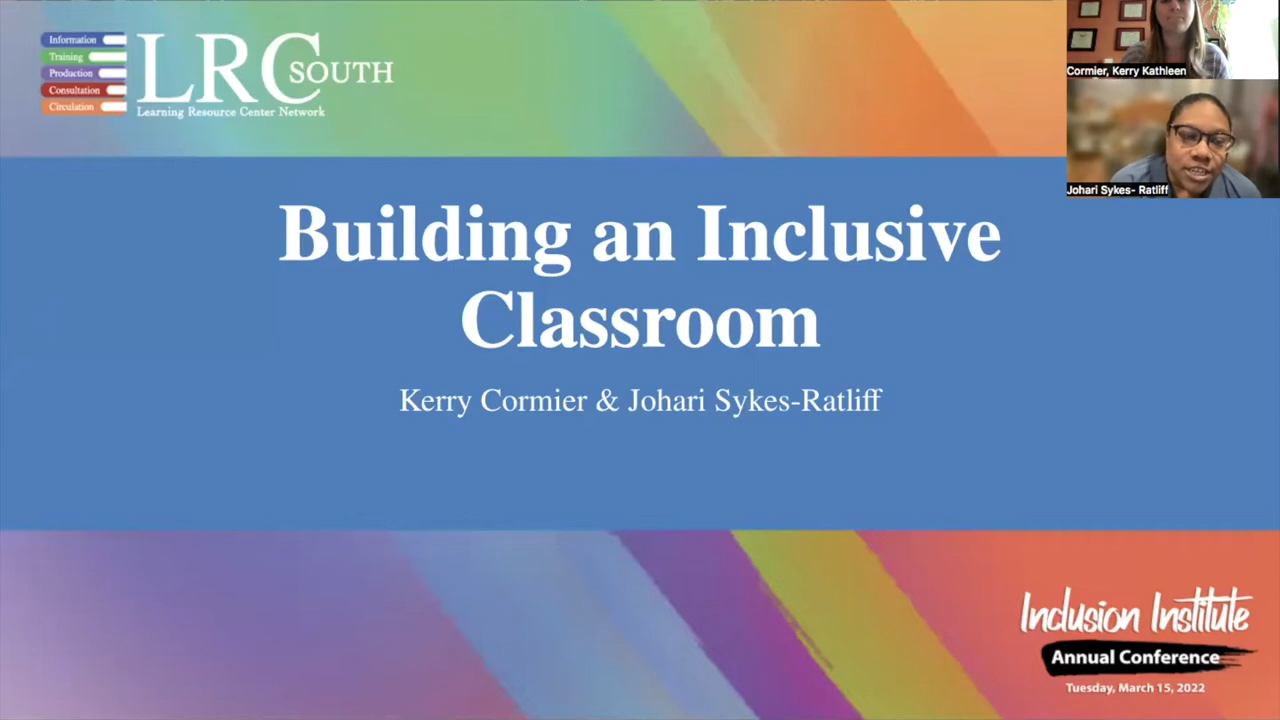 Information
Training
Production
Consultation
Circulation
LRC SOUTH
Learning Resource Center Network
Cormier, Kerry Kathleen
Johari Sykes- Ratliff
Building an Inclusive
Classroom
Kerry Cormier & Johari Sykes-Ratliff
Inclusion Institute
Annual Conference
Tuesday, March 15, 2022